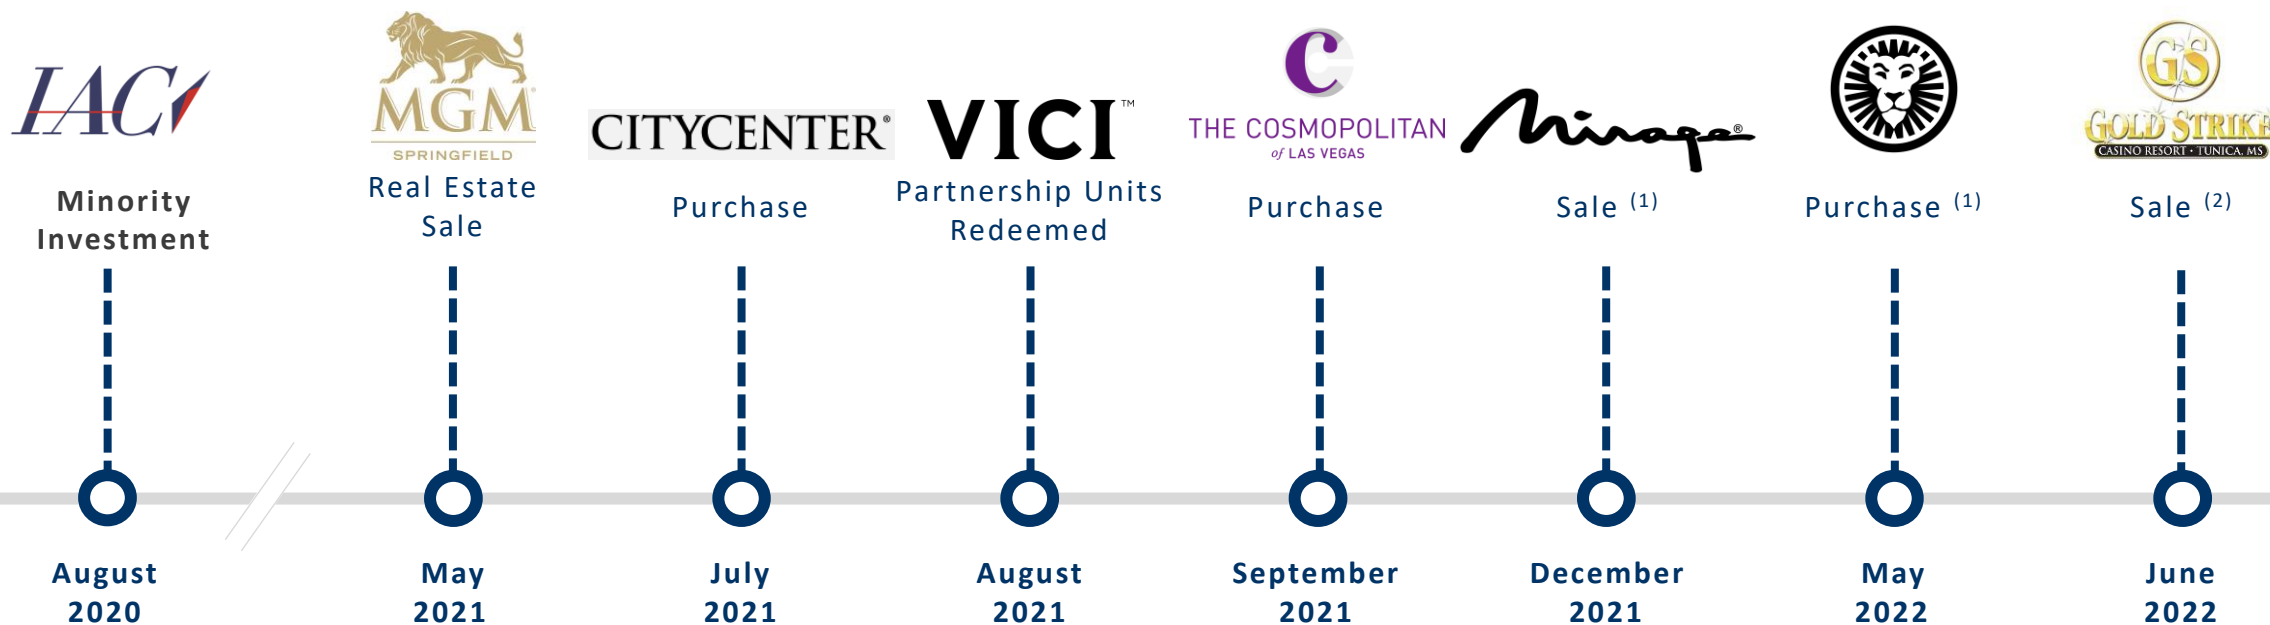 IAC
Minority
Investment
August
2020
MGM®
SPRINGFIELD
Real Estate
Sale
May
2021
CITYCENTER®
Purchase
July
2021
VICI™
Partnership Units
Redeemed
August
2021
C
THE COSMOPOLITAN
of LAS VEGAS
Purchase
September
2021
Mirage®
Sale (1)
December
2021
Purchase (1)
May
2022
GS
GOLD STRIKE
CASINO RESORT • TUNICA, MS
Sale (2)
June
2022